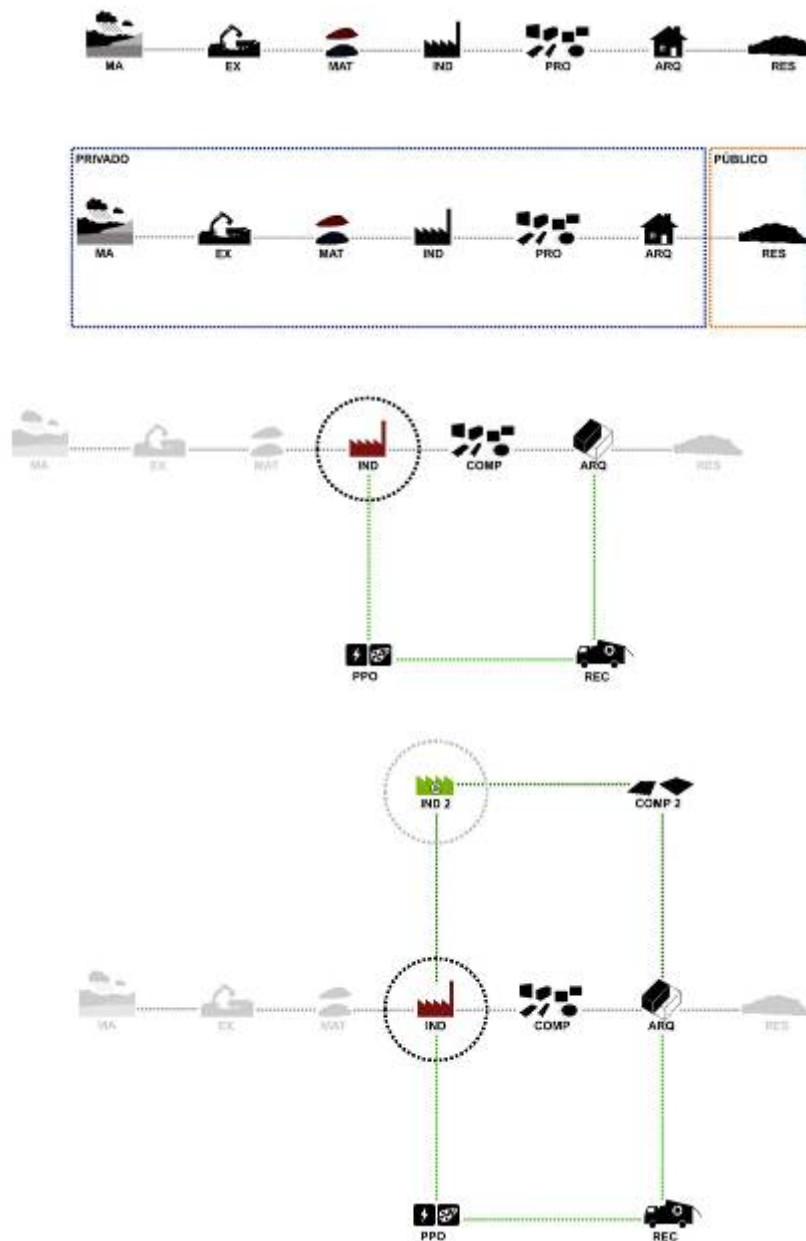 MA EX MAT IND PRO ARQ RES
PRIVADO PÚBLICO
MA EX MAT IND PRO ARQ RES
MA EX MAT IND COMP ARQ RES
PPO REC
IND 2 COMP 2
MA EX MAT IND COMP ARQ RES
PPO REC